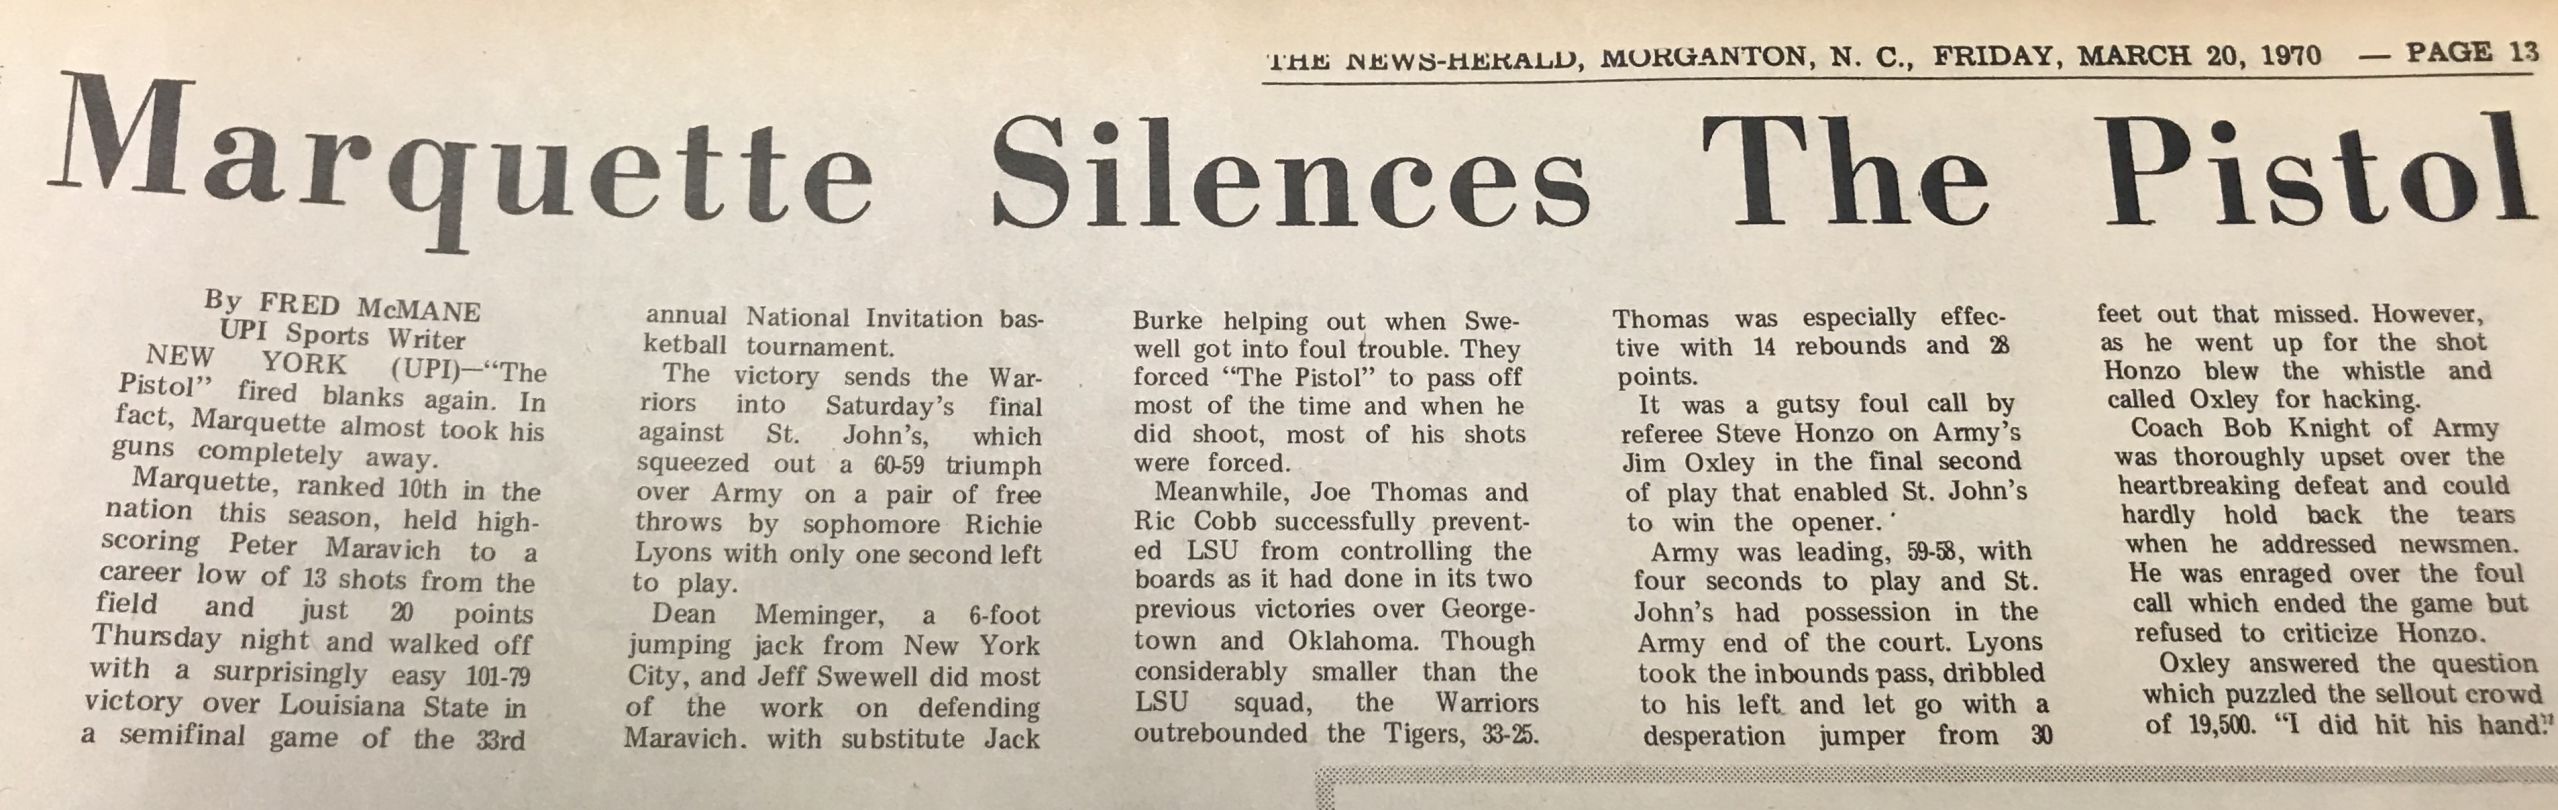 THE NEWS-HERALD, MORGANTON, N. C., FRIDAY, MARCH 20, 1970 — PAGE 13
Marquette Silences The Pistol
By FRED McMANE
UPI Sports Writer
NEW YORK (UPI)—“The
Pistol” fired blanks again. In
fact, Marquette almost took his
guns completely away.
Marquette, ranked 10th in the
nation this season, held high-
scoring Peter Maravich to a
career low of 13 shots from the
field and just 20 points
Thursday night and walked off
with a surprisingly easy 101-79
victory over Louisiana State in
a semifinal game of the 33rd
annual National Invitation bas-
ketball tournament.
The victory sends the War-
riors into Saturday’s final
against St. John’s, which
squeezed out a 60-59 triumph
over Army on a pair of free
throws by sophomore Richie
Lyons with only one second left
to play.
Dean Meminger, a 6-foot
jumping jack from New York
City, and Jeff Swewell did most
of the work on defending
Maravich. with substitute Jack
Burke helping out when Swe-
well got into foul trouble. They
forced “The Pistol” to pass off
most of the time and when he
did shoot, most of his shots
were forced.
Meanwhile, Joe Thomas and
Ric Cobb successfully prevent-
ed LSU from controlling the
boards as it had done in its two
previous victories over George-
town and Oklahoma. Though
considerably smaller than the
LSU squad, the Warriors
outrebounded the Tigers, 33-25.
Thomas was especially effec-
tive with 14 rebounds and 28
points.
It was a gutsy foul call by
referee Steve Honzo on Army’s
Jim Oxley in the final second
of play that enabled St. John’s
to win the opener.
Army was leading, 59-58, with
four seconds to play and St.
John’s had possession in the
Army end of the court. Lyons
took the inbounds pass, dribbled
to his left and let go with a
desperation jumper from 30
feet out that missed. However,
as he went up for the shot
Honzo blew the whistle and
called Oxley for hacking.
Coach Bob Knight of Army
was thoroughly upset over the
heartbreaking defeat and could
hardly hold back the tears
when he addressed newsmen.
He was enraged over the foul
call which ended the game but
refused to criticize Honzo.
Oxley answered the question
which puzzled the sellout crowd
of 19,500. “I did hit his hand.”